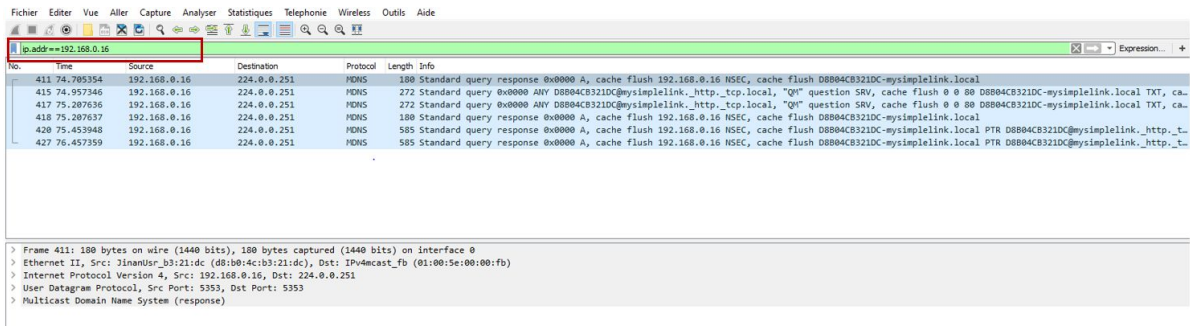 Fichier Editer Vue Aller Capture Analyser Statistiques Telephonie Wireless Outils Aide
ip.addr==192.168.0.16 Expression... +
No. Time Source Destination Protocol Length Info
411 74.705354 192.168.0.16 224.0.0.251 MDNS 180 Standard query response 0x0000 A, cache flush 192.168.0.16 NSEC, cache flush D8B04CB321DC-mysimplelink.local
415 74.957346 192.168.0.16 224.0.0.251 MDNS 272 Standard query 0x0000 ANY D8B04CB321DC@mysimplelink._http._tcp.local, "QM" question SRV, cache flush 0 0 80 D8B04CB321DC-mysimplelink.local TXT, ca…
417 75.207636 192.168.0.16 224.0.0.251 MDNS 272 Standard query 0x0000 ANY D8B04CB321DC@mysimplelink._http._tcp.local, "QM" question SRV, cache flush 0 0 80 D8B04CB321DC-mysimplelink.local TXT, ca…
418 75.207637 192.168.0.16 224.0.0.251 MDNS 180 Standard query response 0x0000 A, cache flush 192.168.0.16 NSEC, cache flush D8B04CB321DC-mysimplelink.local
420 75.453948 192.168.0.16 224.0.0.251 MDNS 585 Standard query response 0x0000 A, cache flush 192.168.0.16 NSEC, cache flush D8B04CB321DC-mysimplelink.local PTR D8B04CB321DC@mysimplelink._http._t…
427 76.457359 192.168.0.16 224.0.0.251 MDNS 585 Standard query response 0x0000 A, cache flush 192.168.0.16 NSEC, cache flush D8B04CB321DC-mysimplelink.local PTR D8B04CB321DC@mysimplelink._http._t…
> Frame 411: 180 bytes on wire (1440 bits), 180 bytes captured (1440 bits) on interface 0
> Ethernet II, Src: JinanUsr_b3:21:dc (d8:b0:4c:b3:21:dc), Dst: IPv4mcast_fb (01:00:5e:00:00:fb)
> Internet Protocol Version 4, Src: 192.168.0.16, Dst: 224.0.0.251
> User Datagram Protocol, Src Port: 5353, Dst Port: 5353
> Multicast Domain Name System (response)